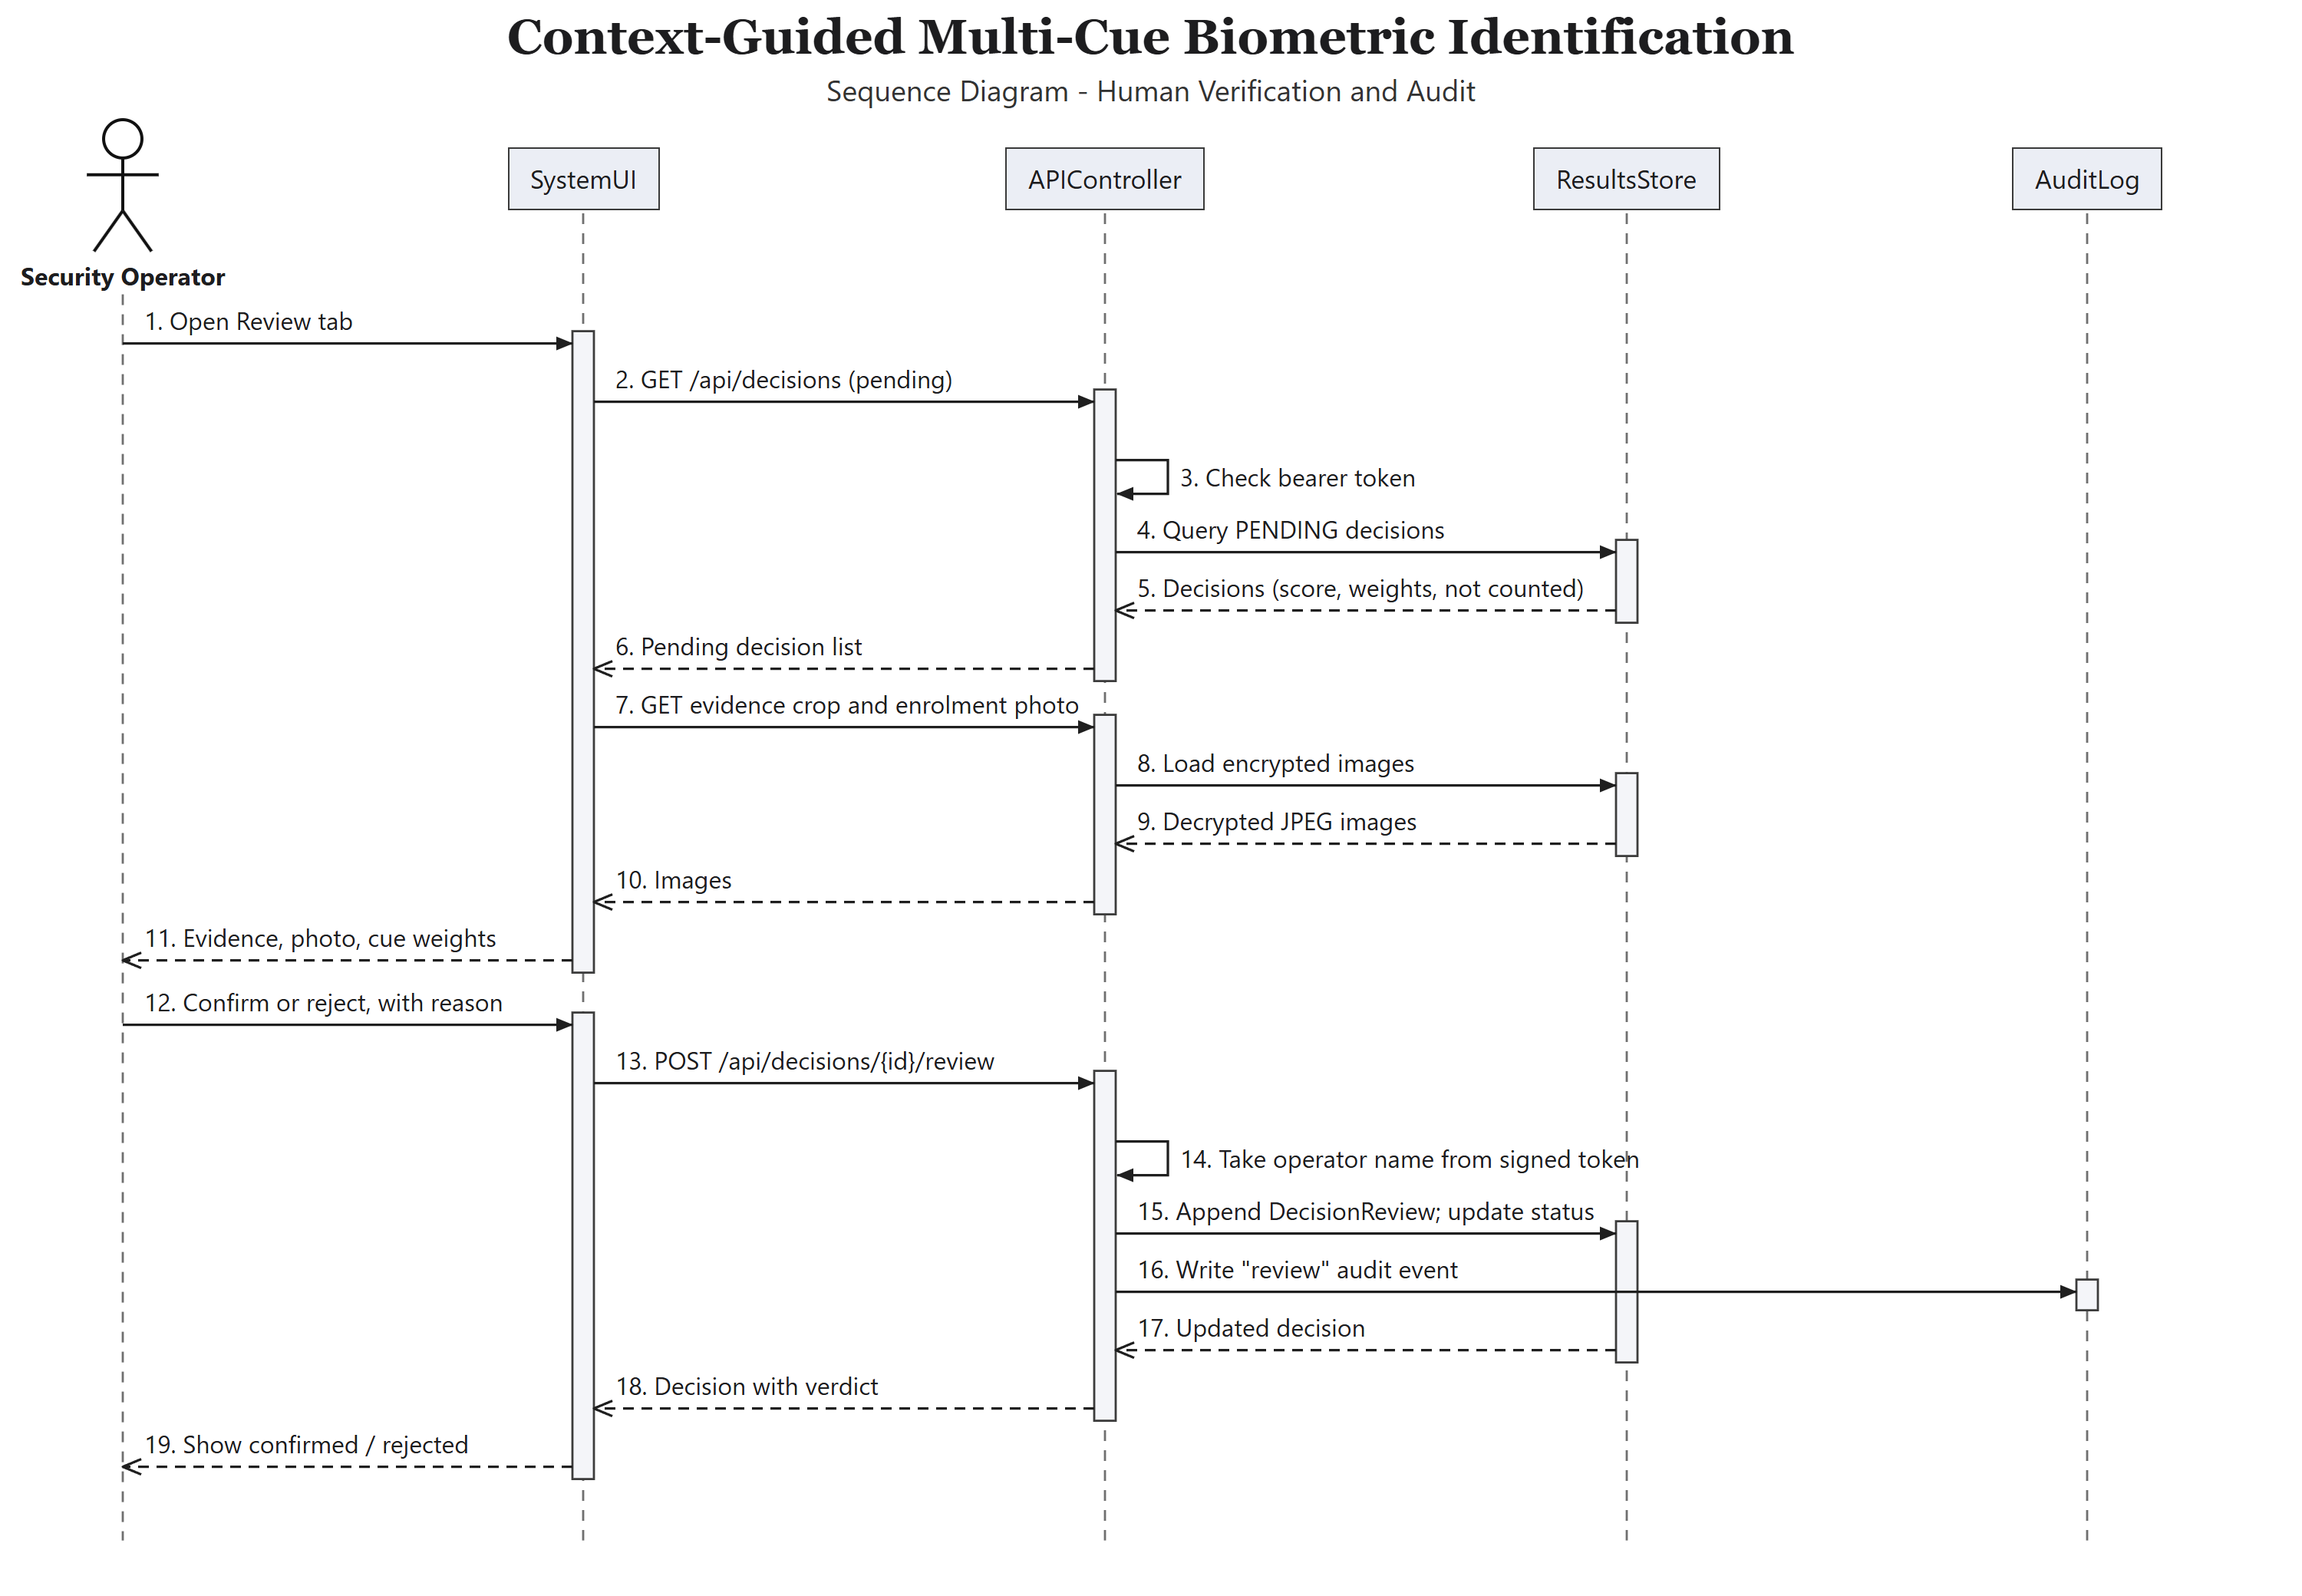 Context-Guided Multi-Cue Biometric Identification
Sequence Diagram - Human Verification and Audit
SystemUI
APIController
ResultsStore
AuditLog
Security Operator
1. Open Review tab
2. GET /api/decisions (pending)
3. Check bearer token
4. Query PENDING decisions
5. Decisions (score, weights, not counted)
6. Pending decision list
7. GET evidence crop and enrolment photo
8. Load encrypted images
9. Decrypted JPEG images
10. Images
11. Evidence, photo, cue weights
12. Confirm or reject, with reason
13. POST /api/decisions/{id}/review
14. Take operator name from signed token
15. Append DecisionReview; update status
16. Write "review" audit event
17. Updated decision
18. Decision with verdict
19. Show confirmed / rejected